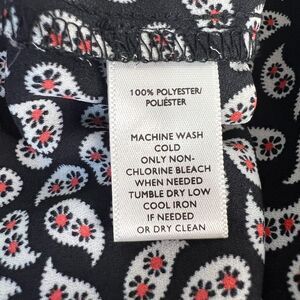 100% POLYESTER/
POLIÉSTER
MACHINE WASH
COLD
ONLY NON-
CHLORINE BLEACH
WHEN NEEDED
TUMBLE DRY LOW
COOL IRON
IF NEEDED
OR DRY CLEAN